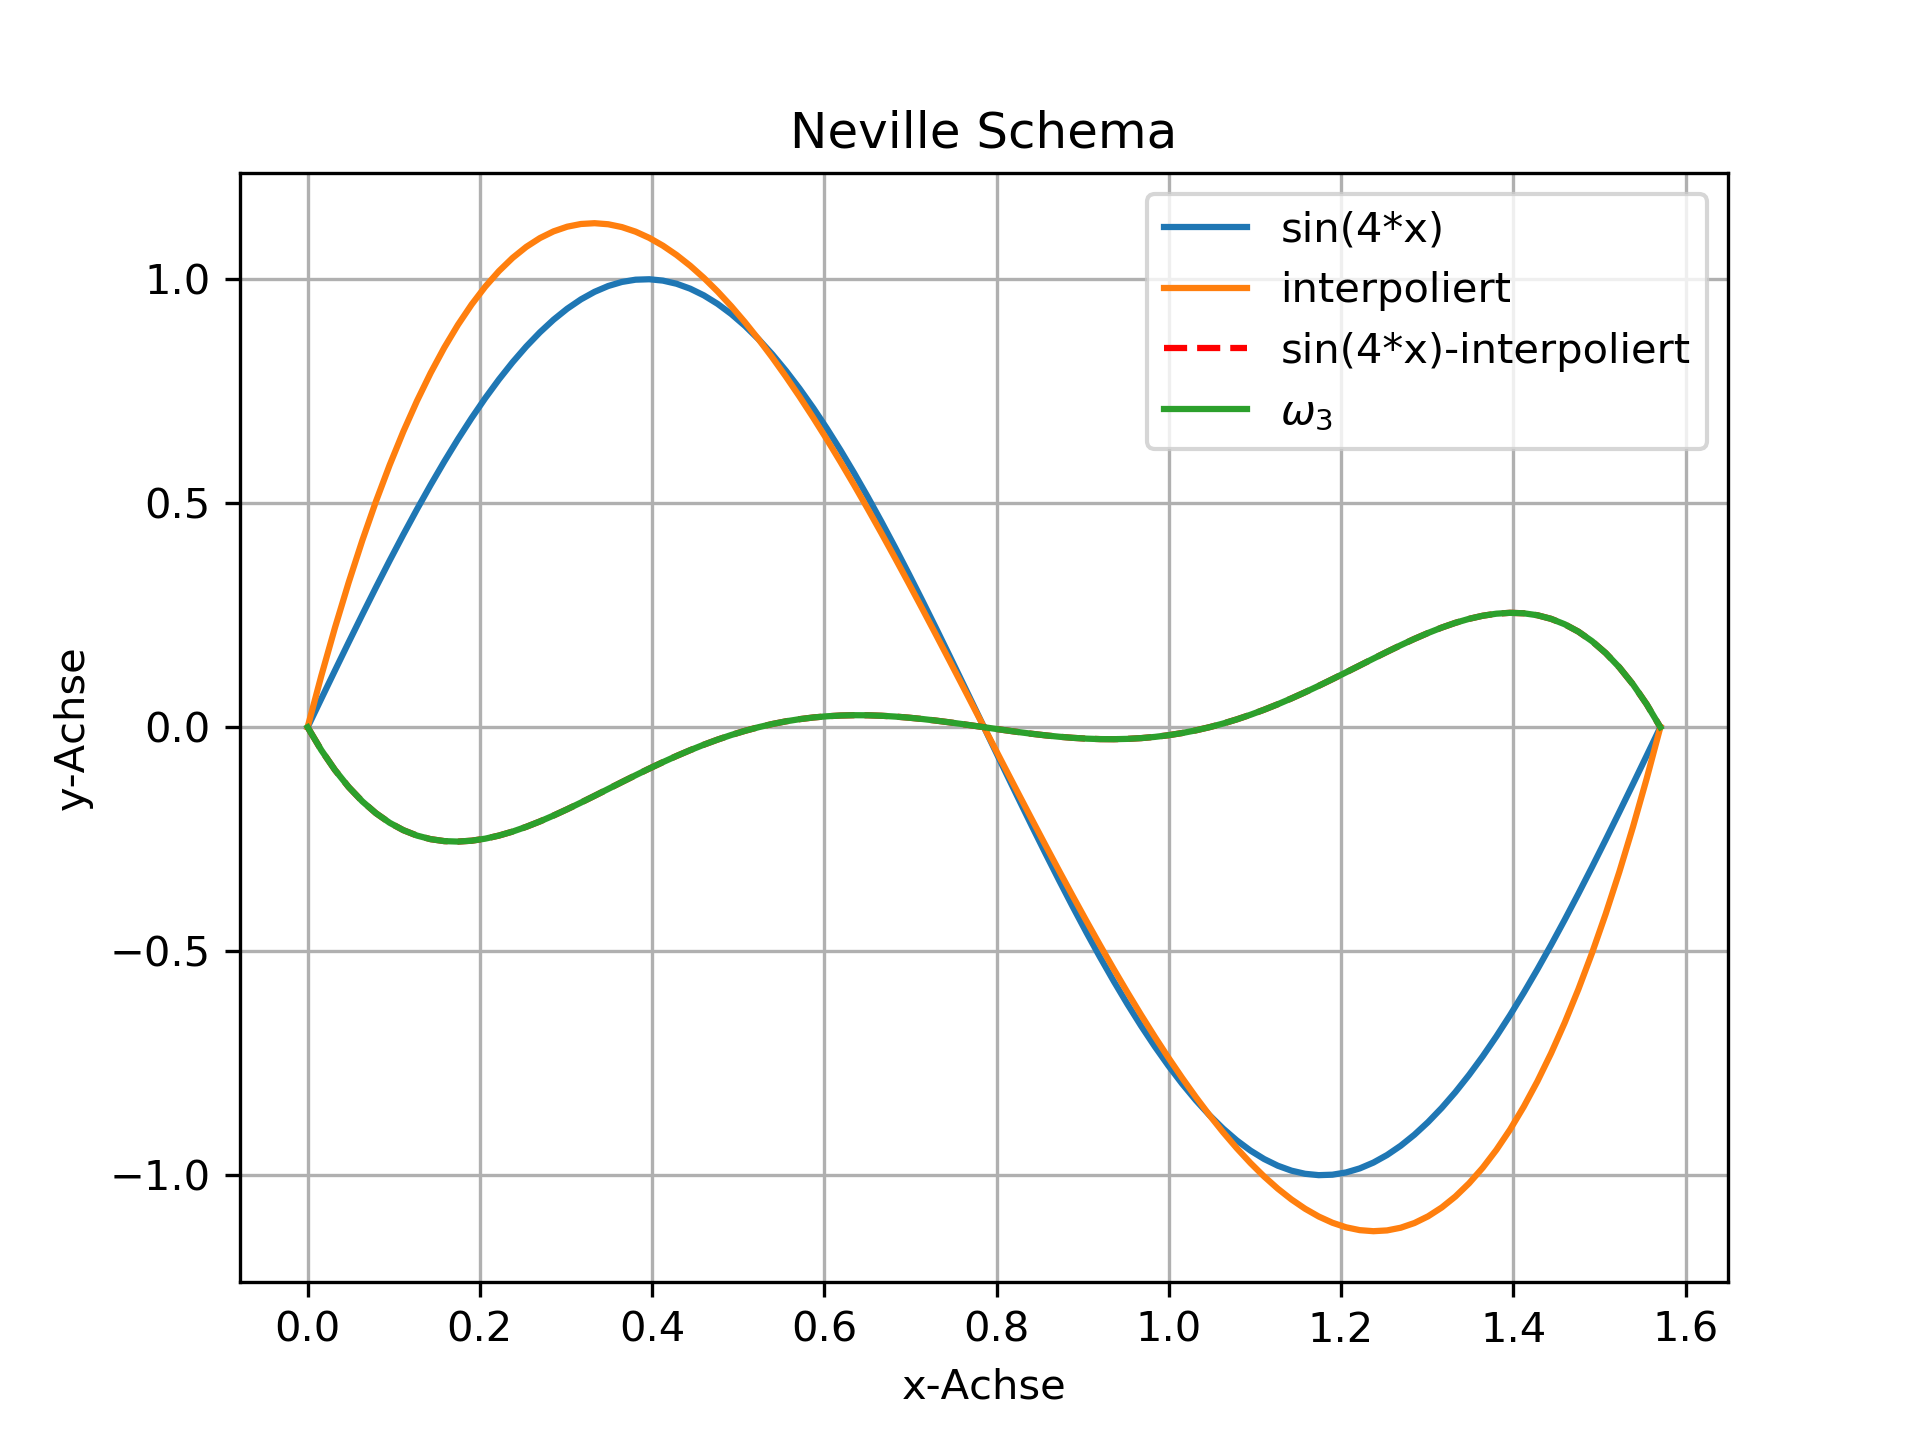 Neville Schema
sin(4*x)
interpoliert
sin(4*x)-interpoliert
ω₃
1.0
0.5
0.0
−0.5
−1.0
y-Achse
0.0 0.2 0.4 0.6 0.8 1.0 1.2 1.4 1.6
x-Achse